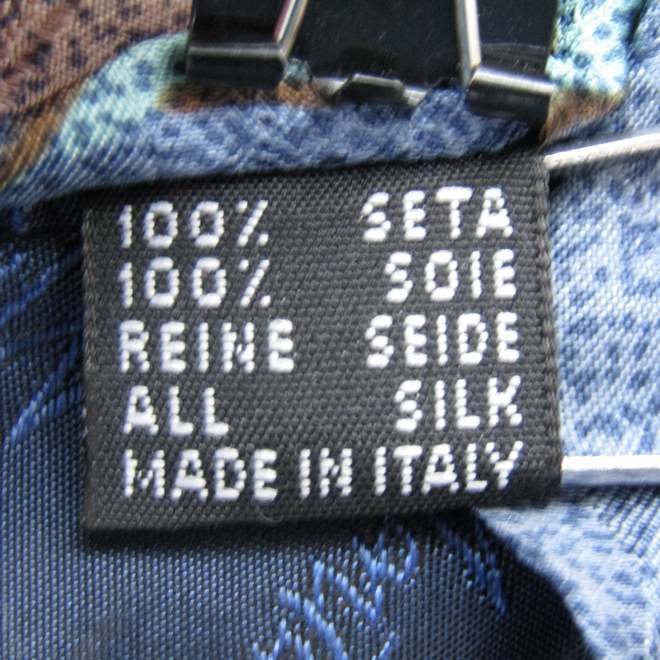 100% SETA
100% SOIE
REINE SEIDE
ALL SILK
MADE IN ITALY